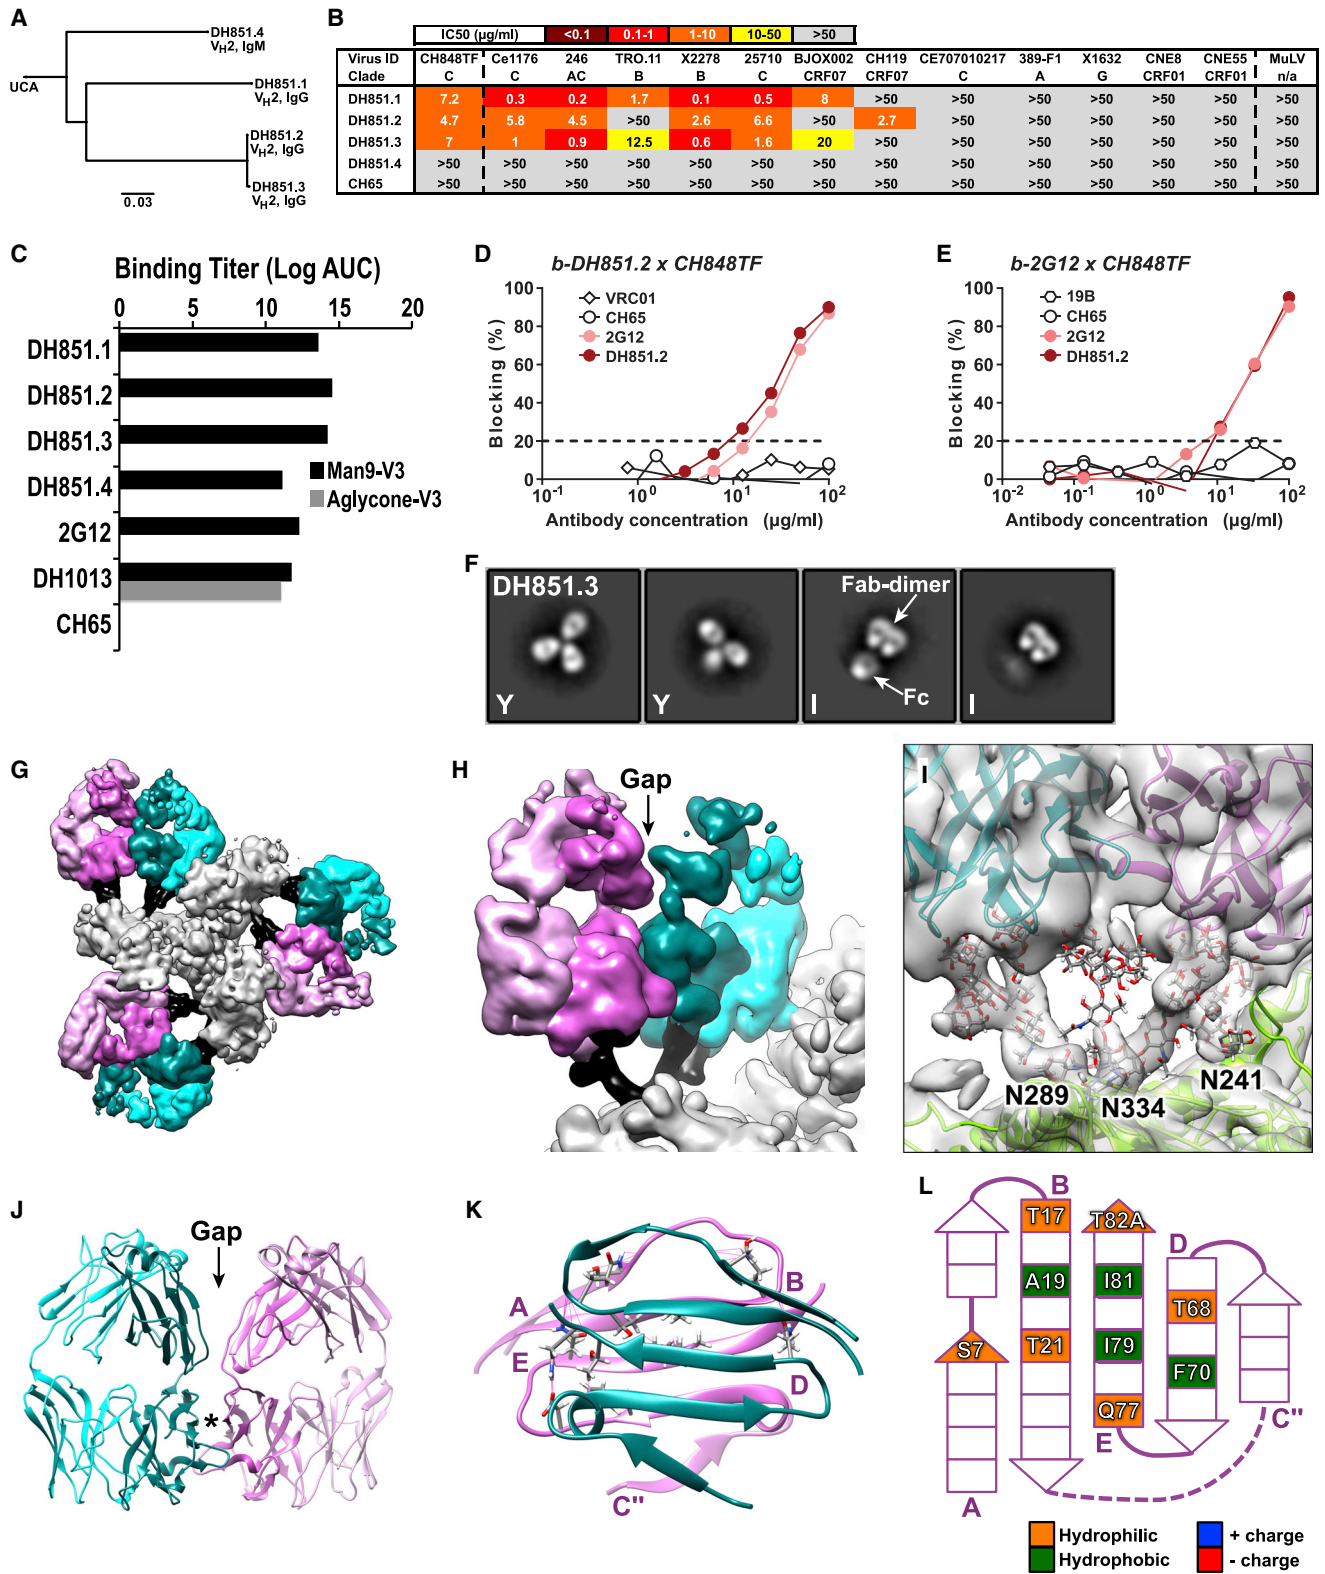 A
DH851.4
VH2, IgM
UCA
DH851.1
VH2, IgG
DH851.2
VH2, IgG
DH851.3
VH2, IgG
0.03
B
IC50 (µg/ml) <0.1 0.1-1 1-10 10-50 >50
Virus ID CH848TF Ce1176 246 TRO.11 X2278 25710 BJOX002 CH119 CE707010217 389-F1 X1632 CNE8 CNE55 MuLV
Clade C C AC B B C CRF07 CRF07 C A G CRF01 CRF01 n/a
DH851.1 7.2 0.3 0.2 1.7 0.1 0.5 8 >50 >50 >50 >50 >50 >50 >50
DH851.2 4.7 5.8 4.5 >50 2.6 6.6 >50 2.7 >50 >50 >50 >50 >50 >50
DH851.3 7 1 0.9 12.5 0.6 1.6 20 >50 >50 >50 >50 >50 >50 >50
DH851.4 >50 >50 >50 >50 >50 >50 >50 >50 >50 >50 >50 >50 >50 >50
CH65 >50 >50 >50 >50 >50 >50 >50 >50 >50 >50 >50 >50 >50 >50
C
Binding Titer (Log AUC)
0 5 10 15 20
DH851.1
DH851.2
DH851.3
DH851.4
2G12
DH1013
CH65
Man9-V3
Aglycone-V3
D
b-DH851.2 x CH848TF
Blocking (%)
100
80
60
40
20
0
VRC01
CH65
2G12
DH851.2
10-1 100 101 102
Antibody concentration (µg/ml)
E
b-2G12 x CH848TF
Blocking (%)
100
80
60
40
20
0
19B
CH65
2G12
DH851.2
10-2 10-1 100 101 102
Antibody concentration (µg/ml)
F
DH851.3
Y
Y
Fab-dimer
Fc
I
I
G
H
Gap
I
N289
N334
N241
J
Gap
*
K
A
B
E
D
C"
L
B
D
T17
T82A
A19
I81
T68
S7
T21
I79
F70
Q77
E
C"
A
Hydrophilic
Hydrophobic
+ charge
- charge